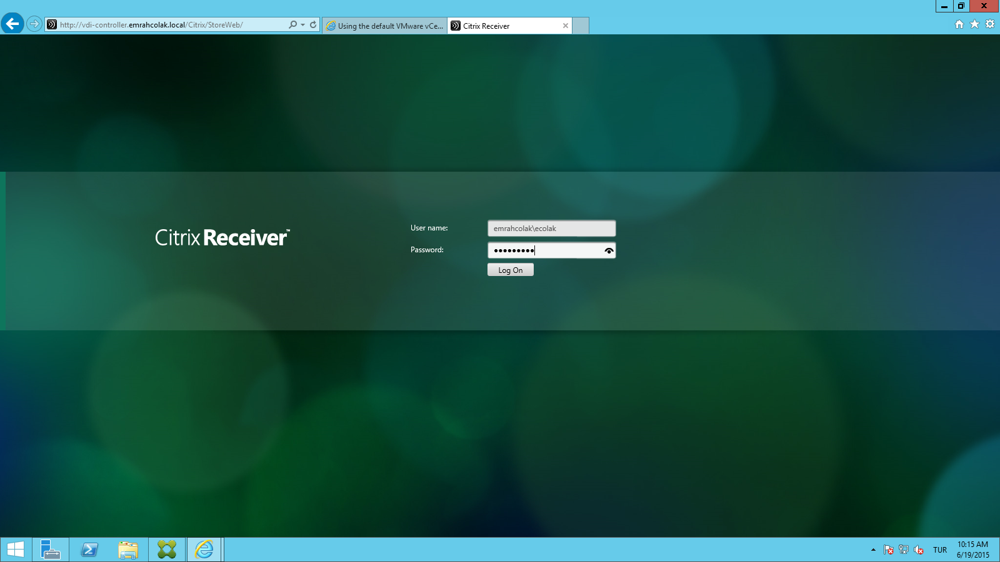 http://vdi-controller.emrahcolak.local/Citrix/StoreWeb/
Using the default VMware vCe...
Citrix Receiver
Citrix Receiver™
User name:
emrahcolak\ecolak
Password:
•••••••••
Log On
TUR
10:15 AM
6/19/2015